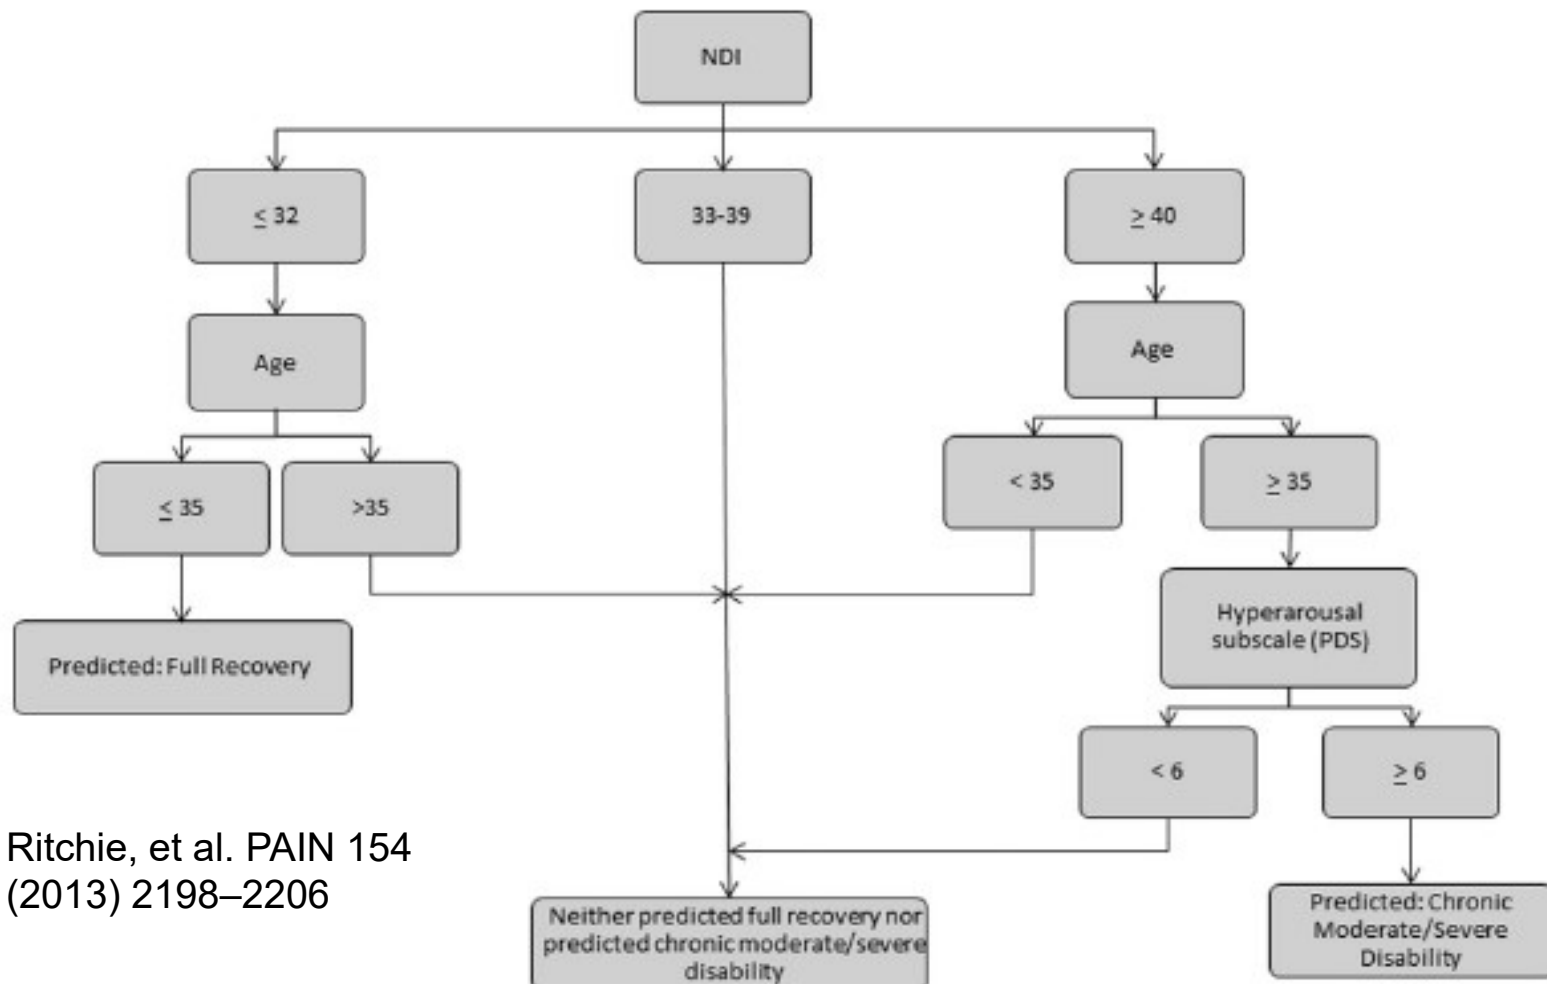 NDI
≤ 32
33-39
≥ 40
Age
Age
≤ 35
>35
< 35
≥ 35
Hyperarousal
subscale (PDS)
Predicted: Full Recovery
< 6
≥ 6
Ritchie, et al. PAIN 154
(2013) 2198–2206
Neither predicted full recovery nor
predicted chronic moderate/severe
disability
Predicted: Chronic
Moderate/Severe
Disability